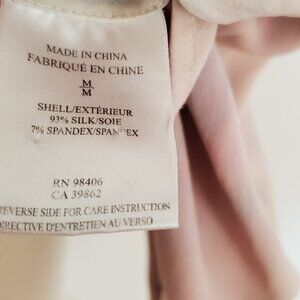 MADE IN CHINA
FABRIQUÉ EN CHINE
M
M
SHELL/EXTÉRIEUR
93% SILK/SOIE
7% SPANDEX/SPANDEX
RN 98406
CA 39862
REVERSE SIDE FOR CARE INSTRUCTION
DIRECTIVE D'ENTRETIEN AU VERSO